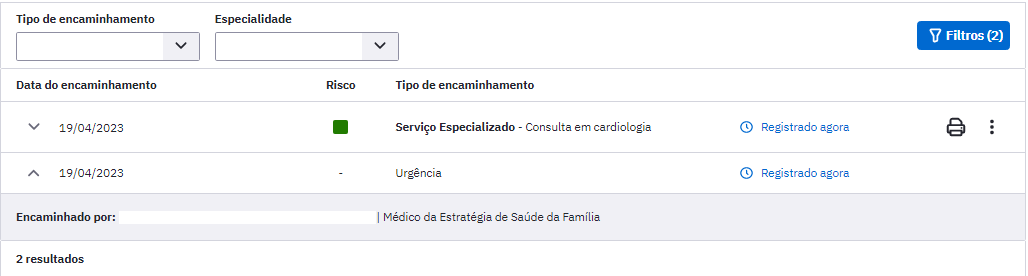 Tipo de encaminhamento Especialidade
Filtros (2)
Data do encaminhamento Risco Tipo de encaminhamento
19/04/2023 Serviço Especializado - Consulta em cardiologia Registrado agora
19/04/2023 - Urgência Registrado agora
Encaminhado por: | Médico da Estratégia de Saúde da Família
2 resultados